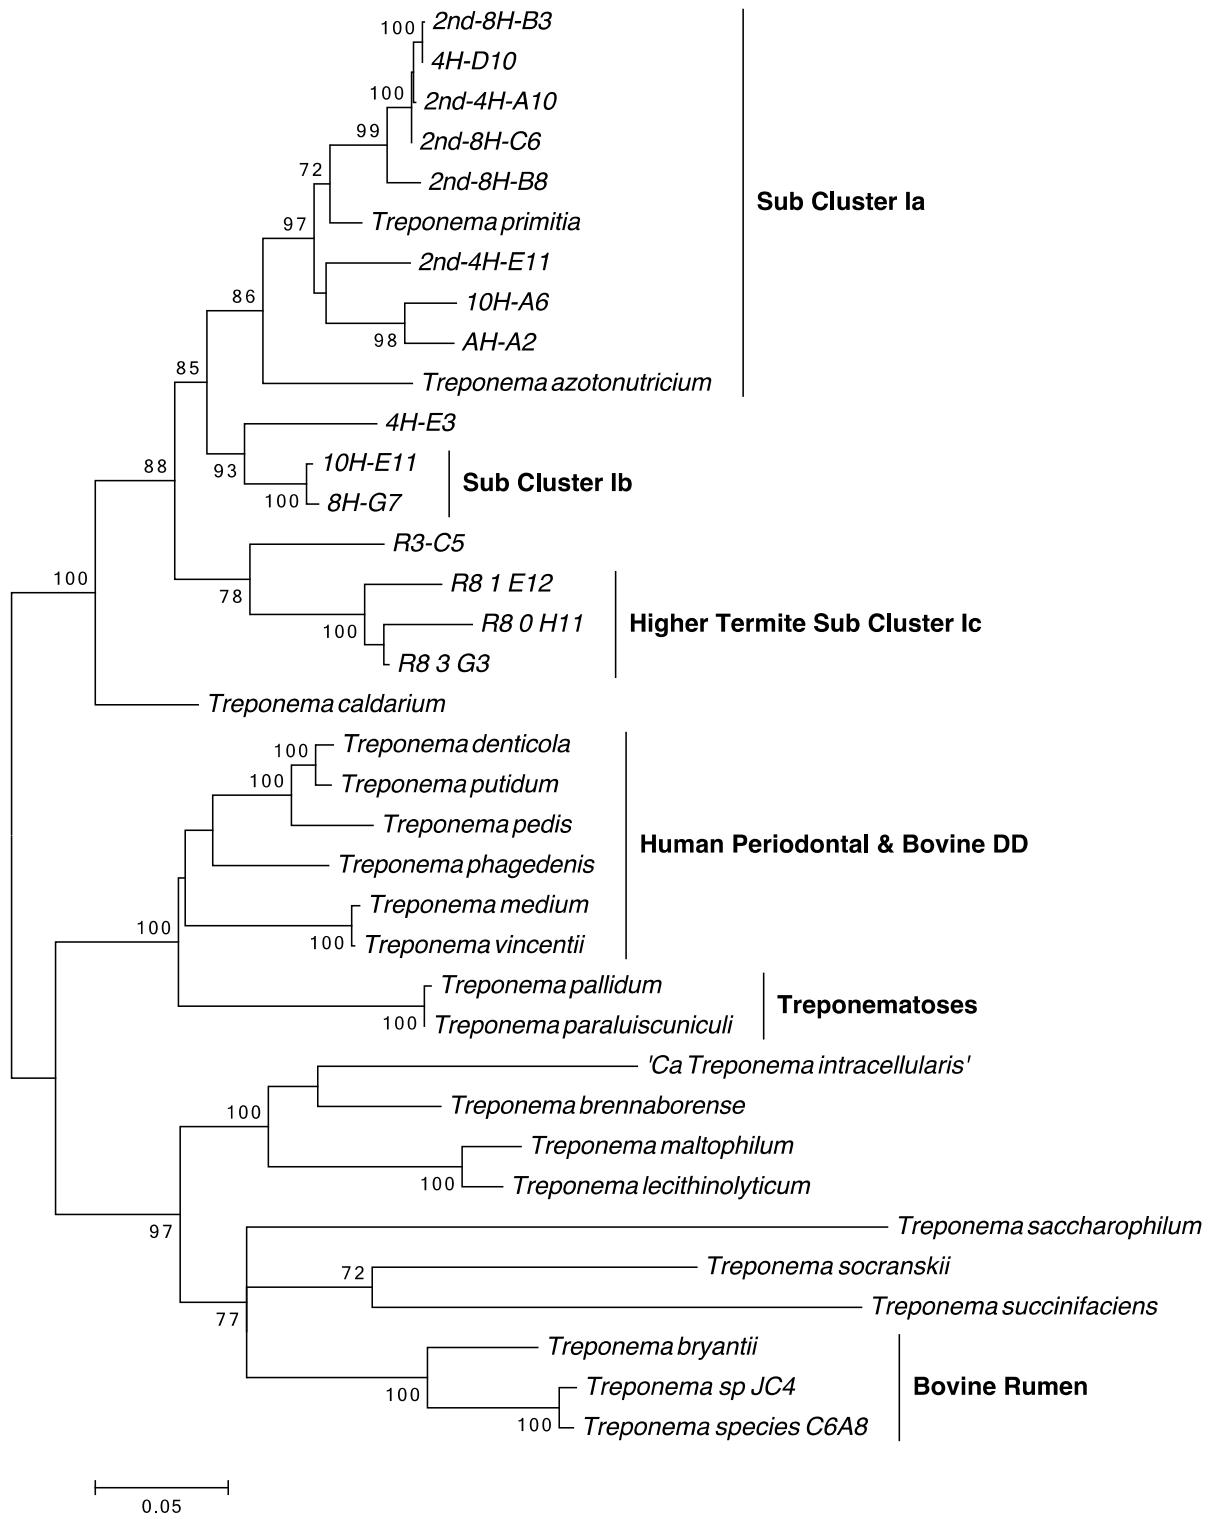 100
2nd-8H-B3
4H-D10
100
2nd-4H-A10
99
2nd-8H-C6
72
2nd-8H-B8
Sub Cluster Ia
97
Treponema primitia
2nd-4H-E11
86
10H-A6
98
AH-A2
85
Treponema azotonutricium
4H-E3
88
93
10H-E11
Sub Cluster Ib
100
8H-G7
R3-C5
100
78
R8 1 E12
100
R8 0 H11
Higher Termite Sub Cluster Ic
R8 3 G3
Treponema caldarium
100
Treponema denticola
100
Treponema putidum
Treponema pedis
Human Periodontal & Bovine DD
Treponema phagedenis
Treponema medium
100
100
Treponema vincentii
Treponema pallidum
Treponematoses
100
Treponema paraluiscuniculi
'Ca Treponema intracellularis'
100
Treponema brennaborense
Treponema maltophilum
100
Treponema lecithinolyticum
97
Treponema saccharophilum
72
Treponema socranskii
77
Treponema succinifaciens
Treponema bryantii
100
Treponema sp JC4
Bovine Rumen
100
Treponema species C6A8
0.05